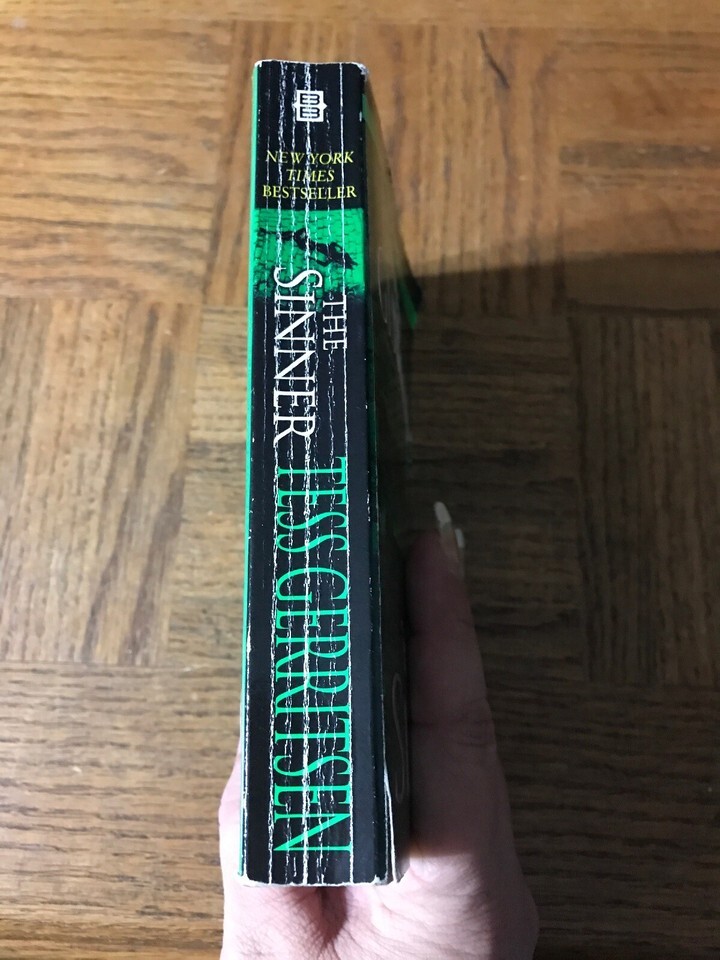 NEW YORK
TIMES
BESTSELLER
THE
SINNER
TESS GERRITSEN